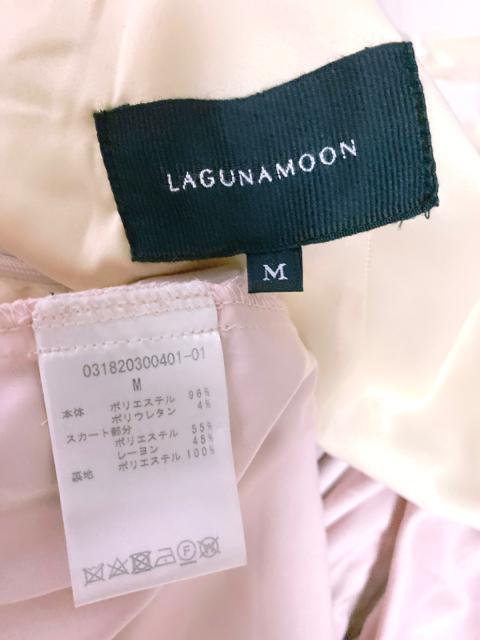 LAGUNAMOON
M
031820300401-01
M
本体 ポリエステル 96%
ポリウレタン 4%
スカート部分
ポリエステル 55%
レーヨン 45%
裏地 ポリエステル 100%